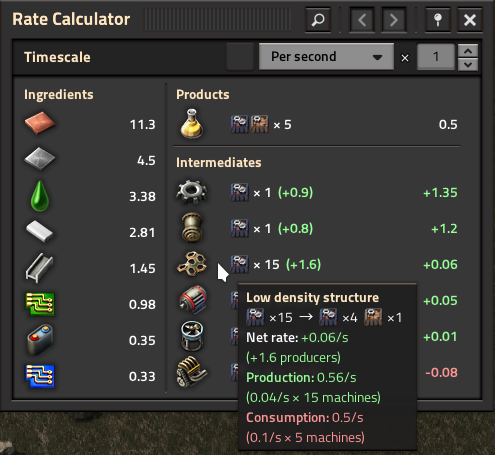 Rate Calculator
Timescale
Per second
× 1
Ingredients
11.3
4.5
3.38
2.81
1.45
0.98
0.35
0.33
Products
× 5 0.5
Intermediates
× 1 (+0.9) +1.35
× 1 (+0.8) +1.2
× 15 (+1.6) +0.06
+0.05
+0.01
-0.08
Low density structure
×15 → ×4 ×1
Net rate: +0.06/s
(+1.6 producers)
Production: 0.56/s
(0.04/s × 15 machines)
Consumption: 0.5/s
(0.1/s × 5 machines)